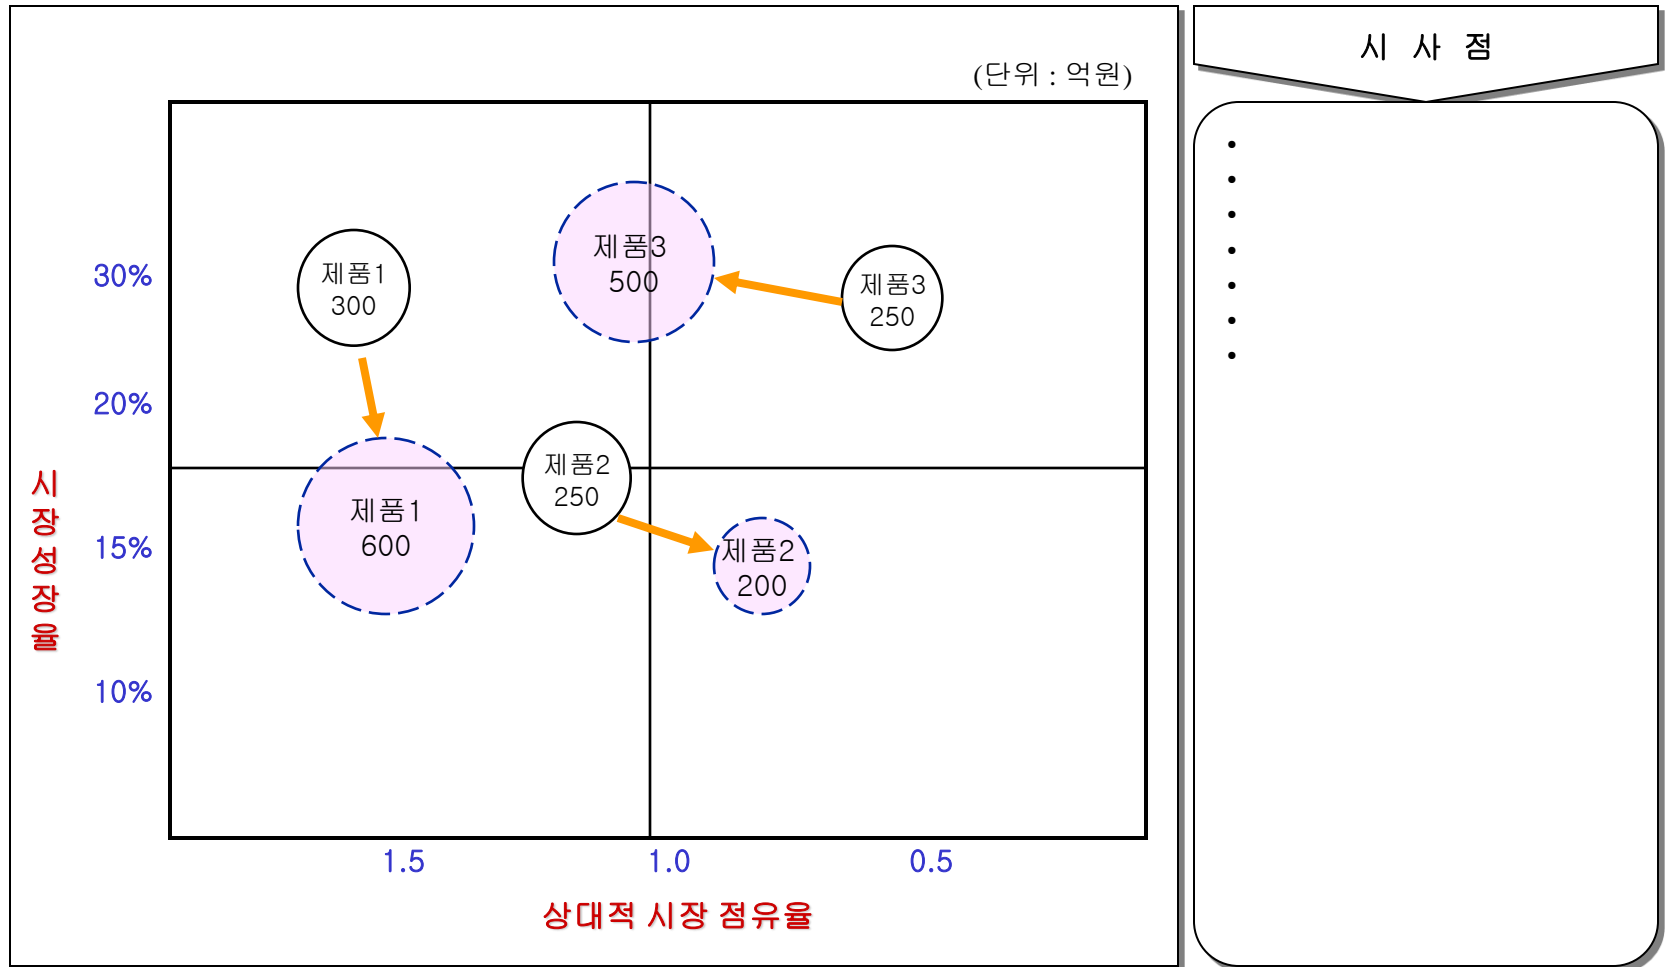 (단위 : 억원)
시 사 점
제품3
500
제품1
300
제품3
250
30%
20%
15%
10%
제품2
250
제품1
600
제품2
200
시
장
성
장
율
1.5
1.0
0.5
상대적 시장 점유율
•
•
•
•
•
•
•